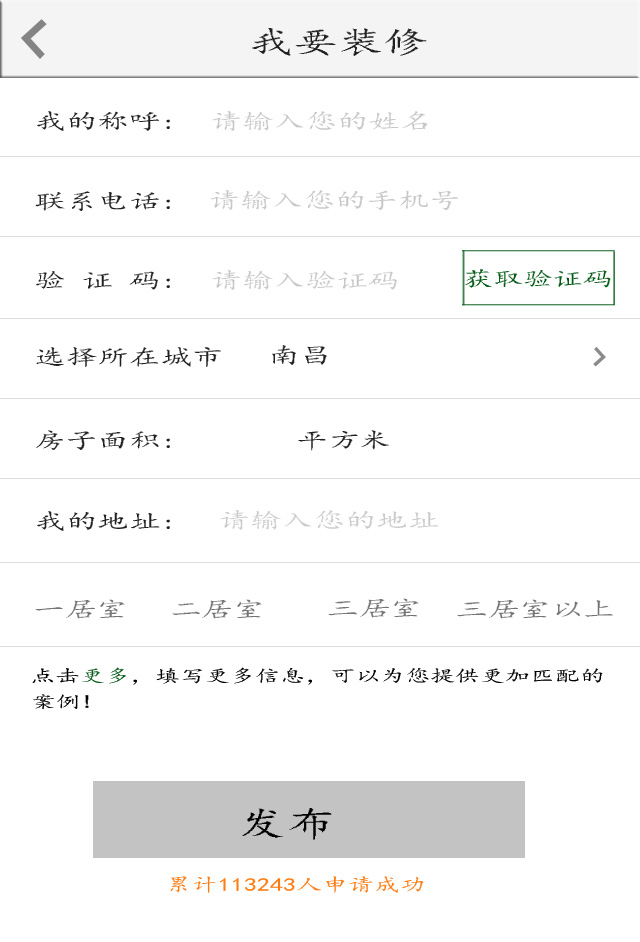 我要装修
我的称呼： 请输入您的姓名
联系电话： 请输入您的手机号
验 证 码： 请输入验证码 获取验证码
选择所在城市 南昌
房子面积： 平方米
我的地址： 请输入您的地址
一居室 二居室 三居室 三居室以上
点击更多，填写更多信息，可以为您提供更加匹配的
案例！
发布
累计113243人申请成功